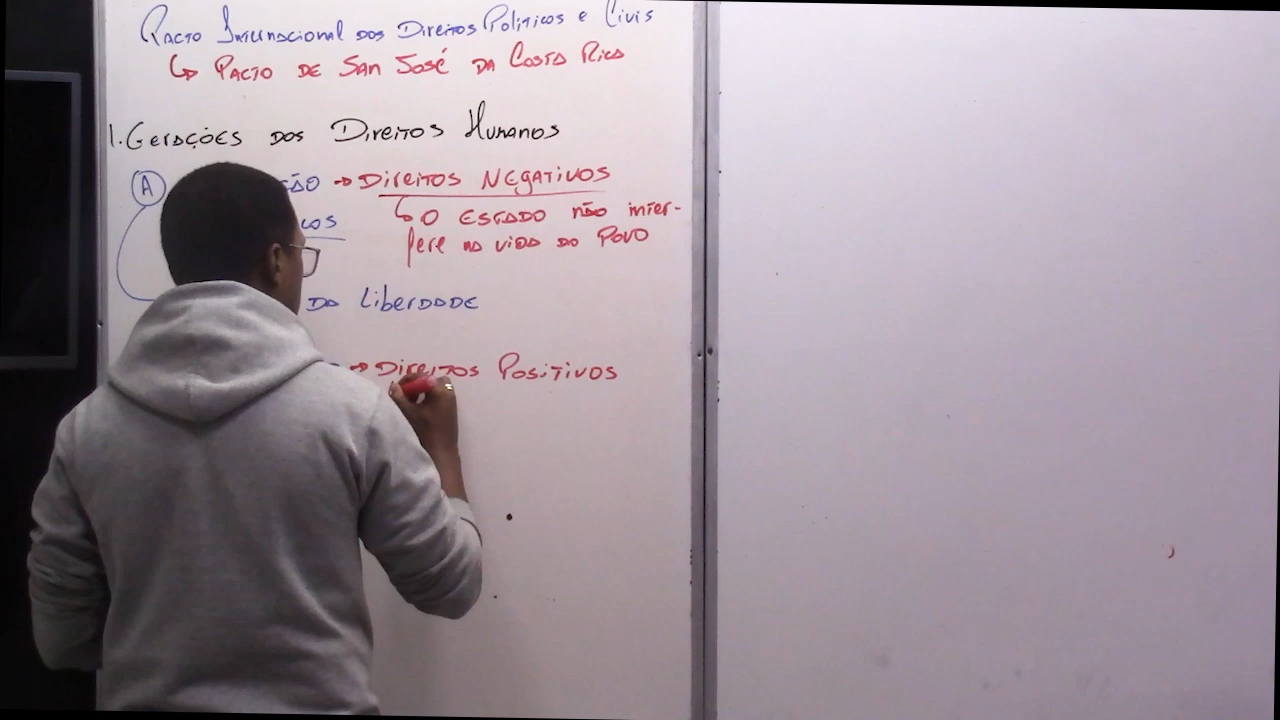 Pacto Internacional dos Direitos Políticos e Civis
↳ Pacto de San José da Costa Rica
1. Gerações dos Direitos Humanos
A ção → Direitos Negativos
cos ↳ O Estado não inter-
fere na vida do Povo
da Liberdade
→ Direitos Positivos